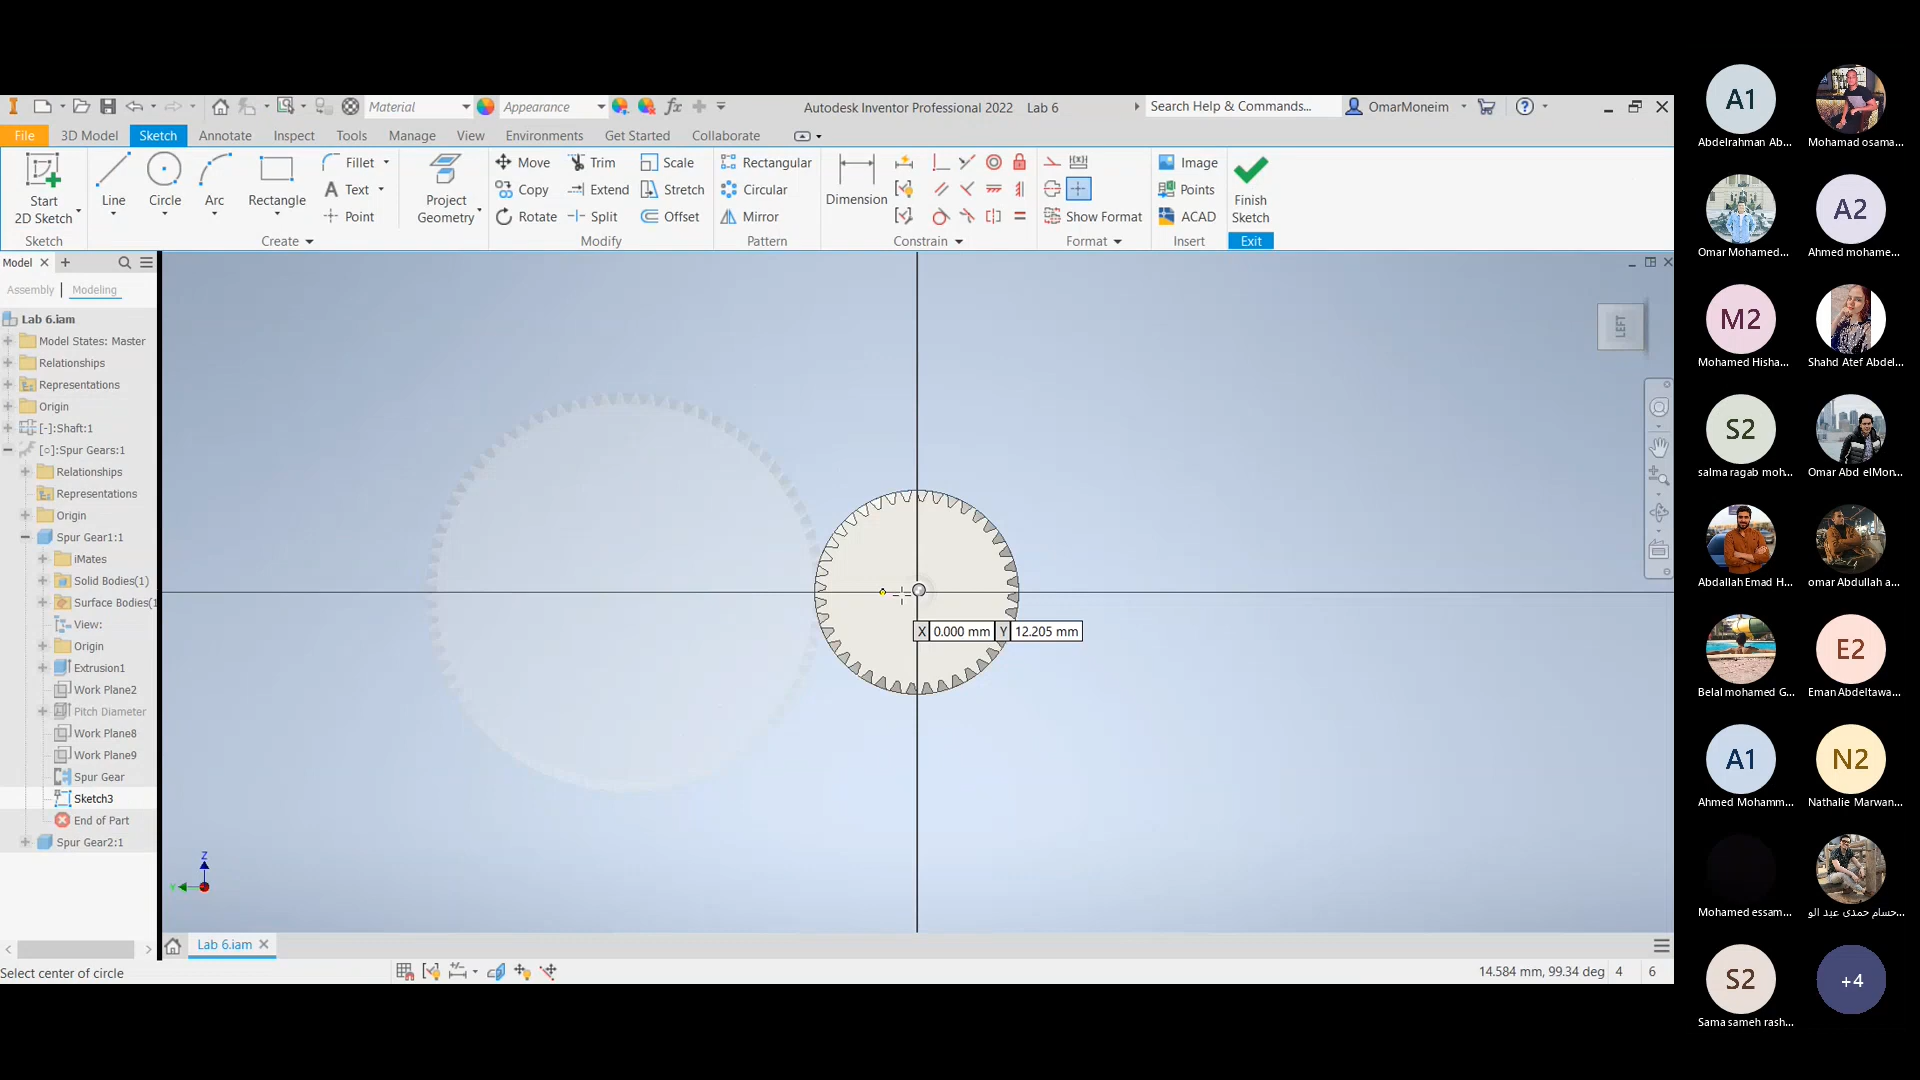 Material
Appearance
Autodesk Inventor Professional 2022 Lab 6
Search Help & Commands...
OmarMoneim
File
3D Model
Sketch
Annotate
Inspect
Tools
Manage
View
Environments
Get Started
Collaborate
Start
2D Sketch
Sketch
Line
Circle
Arc
Rectangle
Fillet
Text
Point
Create
Project
Geometry
Move
Copy
Rotate
Trim
Extend
Split
Scale
Stretch
Offset
Modify
Rectangular
Circular
Mirror
Pattern
Dimension
Constrain
Show Format
Format
Image
Points
ACAD
Insert
Finish
Sketch
Exit
Model
Assembly
Modeling
Lab 6.iam
Model States: Master
Relationships
Representations
Origin
[-]:Shaft:1
[○]:Spur Gears:1
Relationships
Representations
Origin
Spur Gear1:1
iMates
Solid Bodies(1)
Surface Bodies(1
View:
Origin
Extrusion1
Work Plane2
Pitch Diameter
Work Plane8
Work Plane9
Spur Gear
Sketch3
End of Part
Spur Gear2:1
LEFT
X 0.000 mm Y 12.205 mm
Z
Lab 6.iam
Select center of circle
14.584 mm, 99.34 deg 4 6
A1
Abdelrahman Ab...
Mohamad osama...
Omar Mohamed...
A2
Ahmed mohame...
M2
Mohamed Hisha...
Shahd Atef Abdel...
S2
salma ragab moh...
Omar Abd elMon...
Abdallah Emad H...
omar Abdullah a...
Belal mohamed G...
E2
Eman Abdeltawa...
A1
Ahmed Mohamm...
N2
Nathalie Marwan...
Mohamed essam...
حسام حمدى عبد الو...
S2
Sama sameh rash...
+4